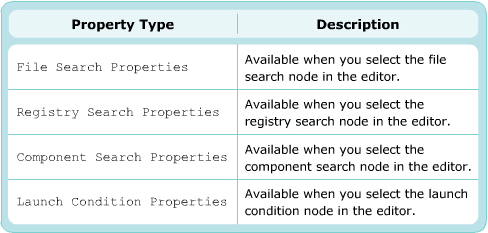 Property Type
Description
File Search Properties
Available when you select the file
search node in the editor.
Registry Search Properties
Available when you select the
registry search node in the editor.
Component Search Properties
Available when you select the
component search node in the editor.
Launch Condition Properties
Available when you select the launch
condition node in the editor.